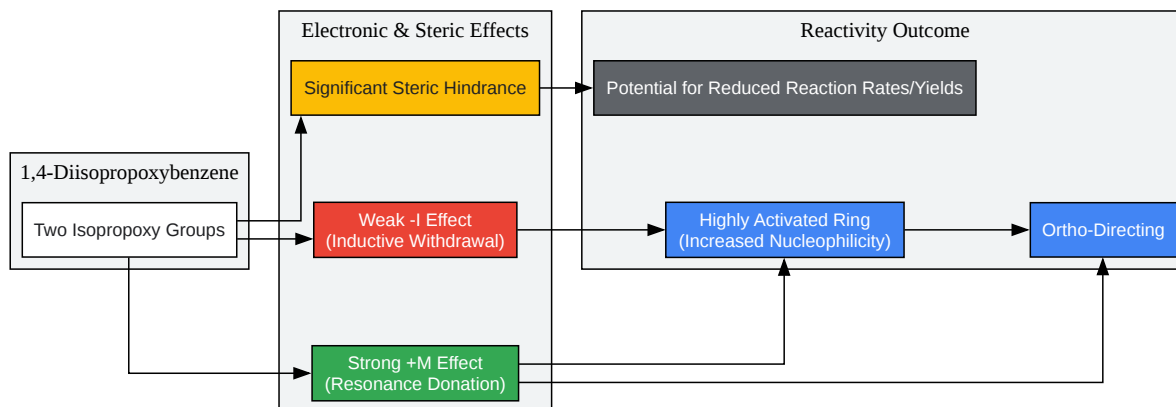 Electronic & Steric Effects
Reactivity Outcome
Significant Steric Hindrance
Potential for Reduced Reaction Rates/Yields
1,4-Diisopropoxybenzene
Two Isopropoxy Groups
Weak -I Effect
(Inductive Withdrawal)
Highly Activated Ring
(Increased Nucleophilicity)
Ortho-Directing
Strong +M Effect
(Resonance Donation)